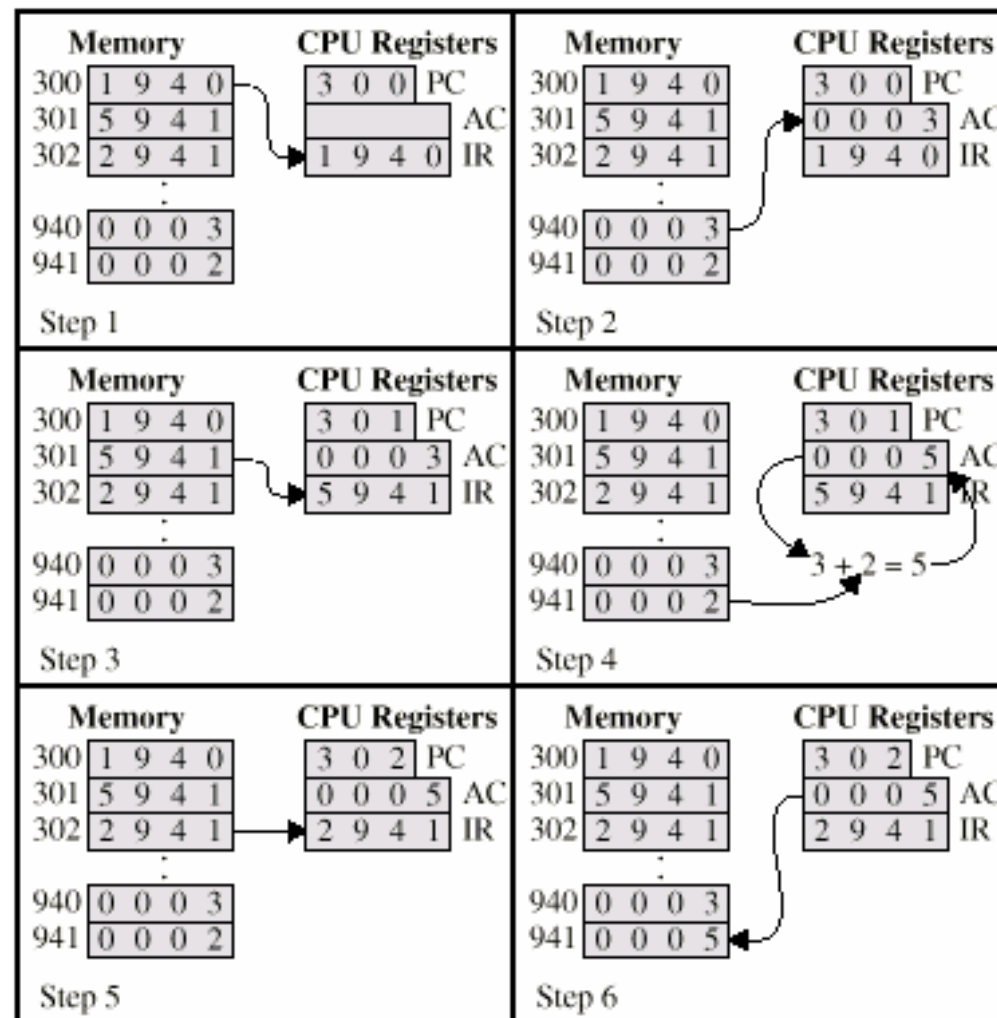 Memory CPU Registers
300 1 9 4 0 3 0 0 PC
301 5 9 4 1 AC
302 2 9 4 1 1 9 4 0 IR
940 0 0 0 3
941 0 0 0 2
Step 1
Memory CPU Registers
300 1 9 4 0 3 0 0 PC
301 5 9 4 1 0 0 0 3 AC
302 2 9 4 1 1 9 4 0 IR
940 0 0 0 3
941 0 0 0 2
Step 2
Memory CPU Registers
300 1 9 4 0 3 0 1 PC
301 5 9 4 1 0 0 0 3 AC
302 2 9 4 1 5 9 4 1 IR
940 0 0 0 3
941 0 0 0 2
Step 3
Memory CPU Registers
300 1 9 4 0 3 0 1 PC
301 5 9 4 1 0 0 0 5 AC
302 2 9 4 1 5 9 4 1 IR
940 0 0 0 3 3 + 2 = 5
941 0 0 0 2
Step 4
Memory CPU Registers
300 1 9 4 0 3 0 2 PC
301 5 9 4 1 0 0 0 5 AC
302 2 9 4 1 2 9 4 1 IR
940 0 0 0 3
941 0 0 0 2
Step 5
Memory CPU Registers
300 1 9 4 0 3 0 2 PC
301 5 9 4 1 0 0 0 5 AC
302 2 9 4 1 2 9 4 1 IR
940 0 0 0 3
941 0 0 0 5
Step 6